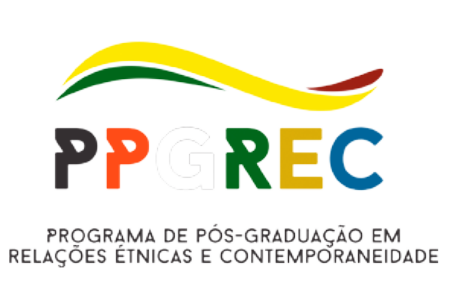 PPGREC
PROGRAMA DE PÓS-GRADUAÇÃO EM
RELAÇÕES ÉTNICAS E CONTEMPORANEIDADE